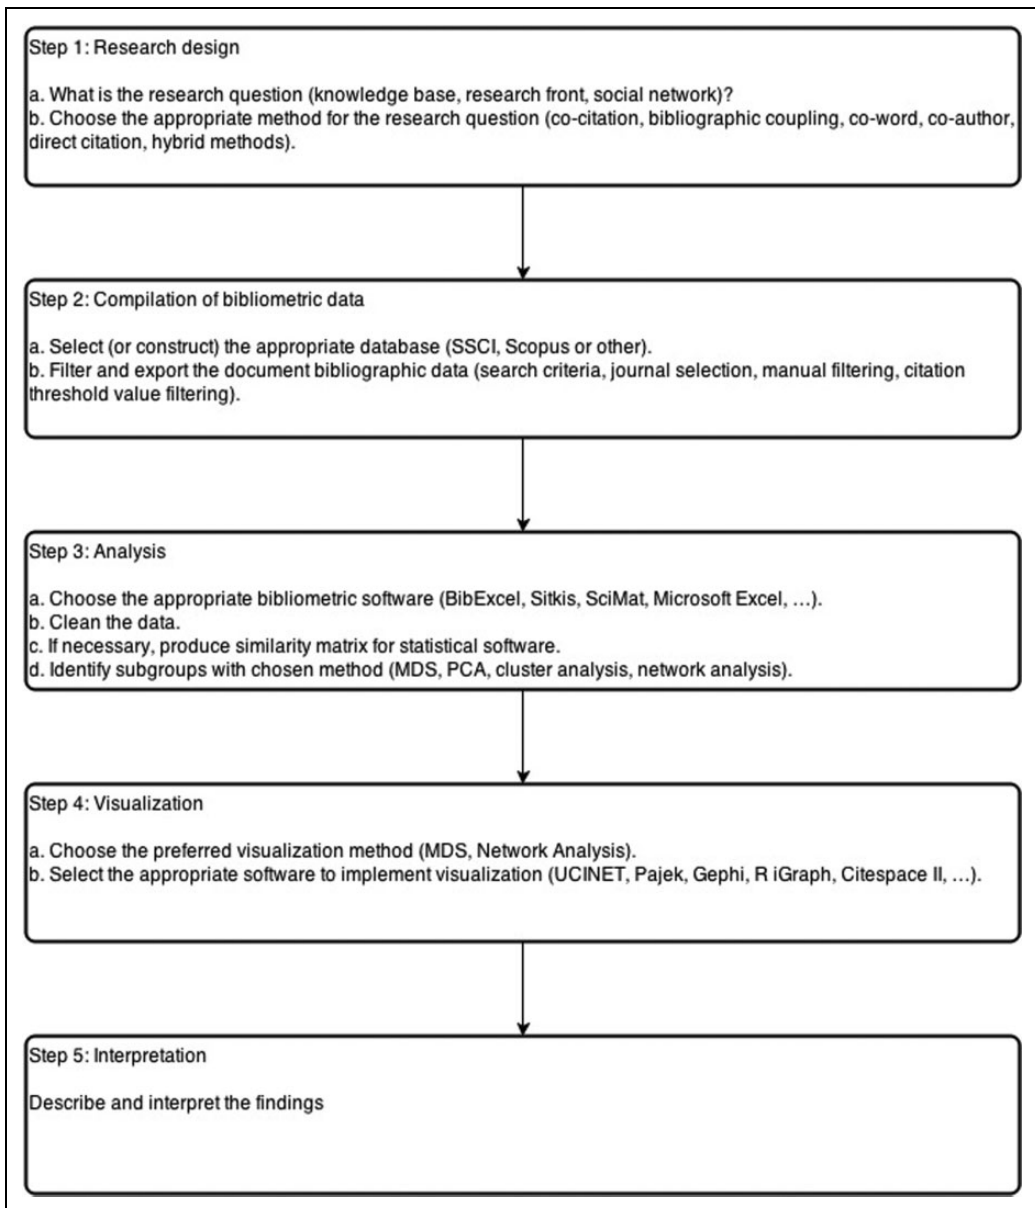 Step 1: Research design
a. What is the research question (knowledge base, research front, social network)?
b. Choose the appropriate method for the research question (co-citation, bibliographic coupling, co-word, co-author,
direct citation, hybrid methods).
Step 2: Compilation of bibliometric data
a. Select (or construct) the appropriate database (SSCI, Scopus or other).
b. Filter and export the document bibliographic data (search criteria, journal selection, manual filtering, citation
threshold value filtering).
Step 3: Analysis
a. Choose the appropriate bibliometric software (BibExcel, Sitkis, SciMat, Microsoft Excel, ...).
b. Clean the data.
c. If necessary, produce similarity matrix for statistical software.
d. Identify subgroups with chosen method (MDS, PCA, cluster analysis, network analysis).
Step 4: Visualization
a. Choose the preferred visualization method (MDS, Network Analysis).
b. Select the appropriate software to implement visualization (UCINET, Pajek, Gephi, R iGraph, Citespace II, ...).
Step 5: Interpretation
Describe and interpret the findings